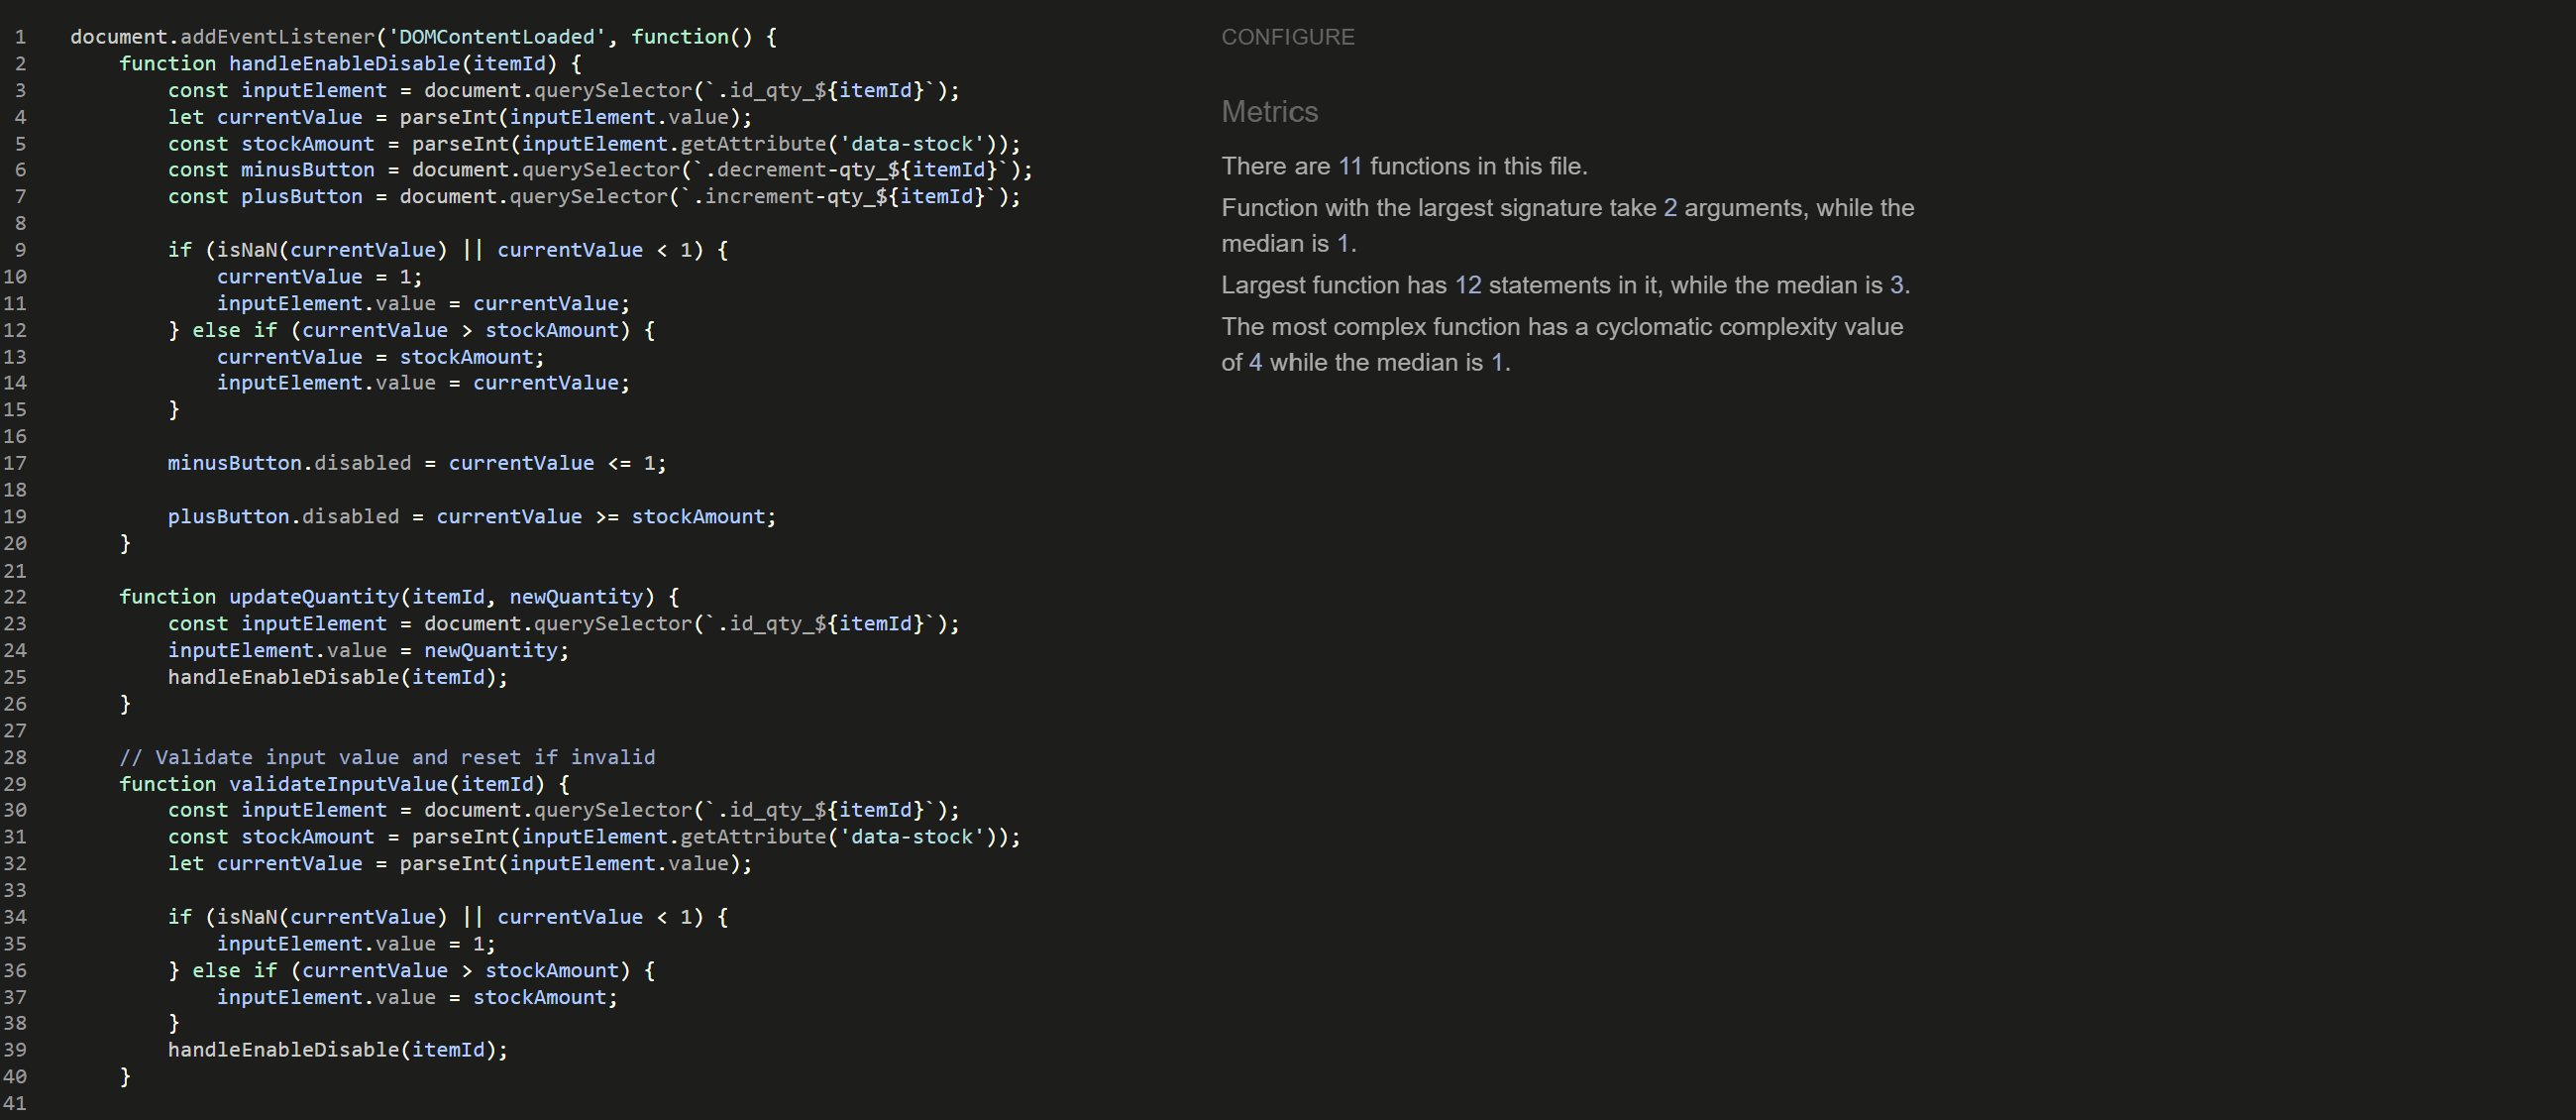 1 document.addEventListener('DOMContentLoaded', function() {
2     function handleEnableDisable(itemId) {
3         const inputElement = document.querySelector(`.id_qty_${itemId}`);
4         let currentValue = parseInt(inputElement.value);
5         const stockAmount = parseInt(inputElement.getAttribute('data-stock'));
6         const minusButton = document.querySelector(`.decrement-qty_${itemId}`);
7         const plusButton = document.querySelector(`.increment-qty_${itemId}`);
8
9         if (isNaN(currentValue) || currentValue < 1) {
10             currentValue = 1;
11             inputElement.value = currentValue;
12         } else if (currentValue > stockAmount) {
13             currentValue = stockAmount;
14             inputElement.value = currentValue;
15         }
16
17         minusButton.disabled = currentValue <= 1;
18
19         plusButton.disabled = currentValue >= stockAmount;
20     }
21
22     function updateQuantity(itemId, newQuantity) {
23         const inputElement = document.querySelector(`.id_qty_${itemId}`);
24         inputElement.value = newQuantity;
25         handleEnableDisable(itemId);
26     }
27
28     // Validate input value and reset if invalid
29     function validateInputValue(itemId) {
30         const inputElement = document.querySelector(`.id_qty_${itemId}`);
31         const stockAmount = parseInt(inputElement.getAttribute('data-stock'));
32         let currentValue = parseInt(inputElement.value);
33
34         if (isNaN(currentValue) || currentValue < 1) {
35             inputElement.value = 1;
36         } else if (currentValue > stockAmount) {
37             inputElement.value = stockAmount;
38         }
39         handleEnableDisable(itemId);
40     }
41
CONFIGURE
Metrics
There are 11 functions in this file.
Function with the largest signature take 2 arguments, while the
median is 1.
Largest function has 12 statements in it, while the median is 3.
The most complex function has a cyclomatic complexity value
of 4 while the median is 1.